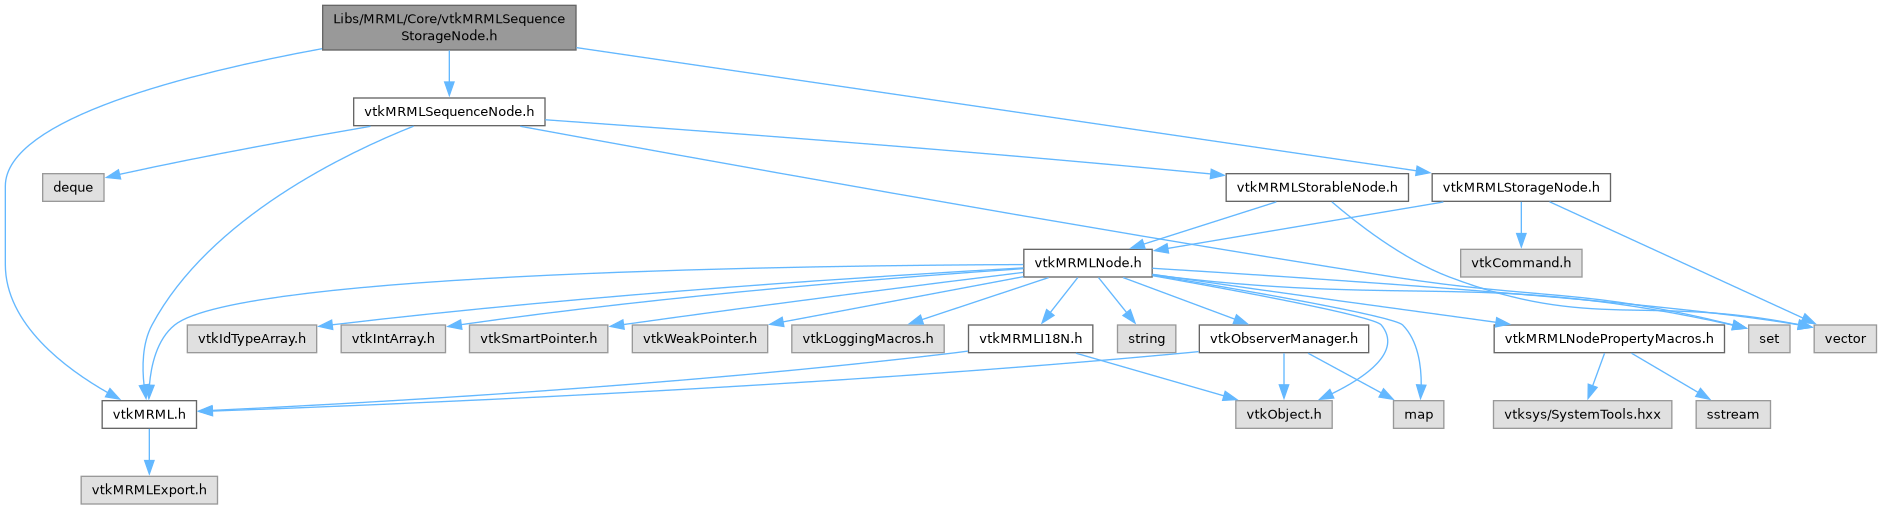 Libs/MRML/Core/vtkMRMLSequence
StorageNode.h
vtkMRMLSequenceNode.h
deque
vtkMRMLStorableNode.h
vtkMRMLStorageNode.h
vtkMRMLNode.h
vtkCommand.h
vtkIdTypeArray.h
vtkIntArray.h
vtkSmartPointer.h
vtkWeakPointer.h
vtkLoggingMacros.h
vtkMRMLI18N.h
string
vtkObserverManager.h
vtkMRMLNodePropertyMacros.h
set
vector
vtkMRML.h
vtkObject.h
map
vtksys/SystemTools.hxx
sstream
vtkMRMLExport.h